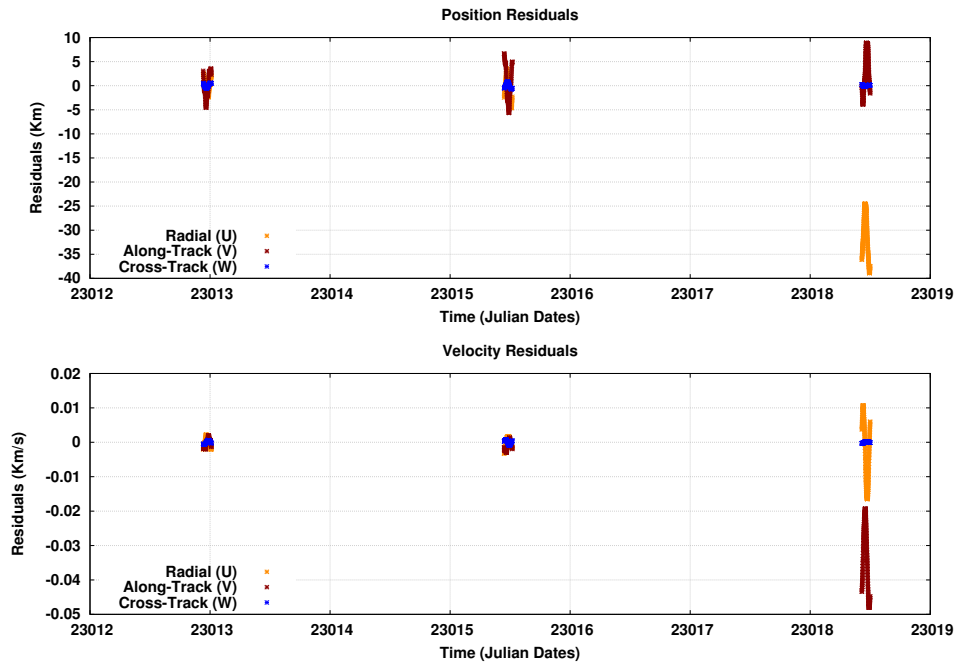 Position Residuals
10
5
0
-5
-10
-15
-20
-25
-30
-35
-40
Residuals (Km)
Radial (U)
Along-Track (V)
Cross-Track (W)
23012 23013 23014 23015 23016 23017 23018 23019
Time (Julian Dates)
Velocity Residuals
0.02
0.01
0
-0.01
-0.02
-0.03
-0.04
-0.05
Residuals (Km/s)
Radial (U)
Along-Track (V)
Cross-Track (W)
23012 23013 23014 23015 23016 23017 23018 23019
Time (Julian Dates)